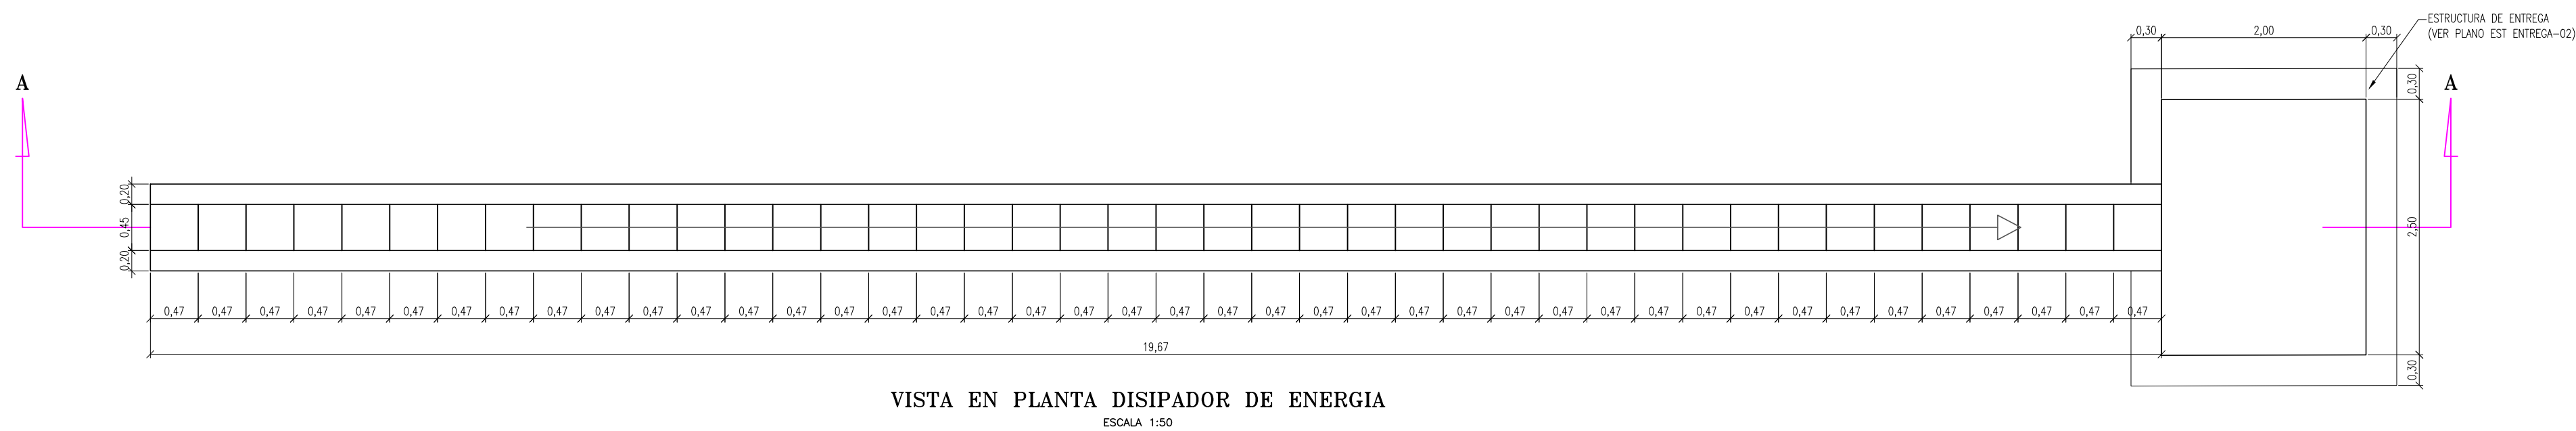 ESTRUCTURA DE ENTREGA
(VER PLANO EST ENTREGA-02)
0,30 2,00 0,30
A A
0,30
2,50
0,30
0,20
0,45
0,20
0,47 0,47 0,47 0,47 0,47 0,47 0,47 0,47 0,47 0,47 0,47 0,47 0,47 0,47 0,47 0,47 0,47 0,47 0,47 0,47 0,47 0,47 0,47 0,47 0,47 0,47 0,47 0,47 0,47 0,47 0,47 0,47 0,47 0,47 0,47 0,47 0,47 0,47 0,47 0,47 0,47 0,47
19,67
VISTA EN PLANTA DISIPADOR DE ENERGIA
ESCALA 1:50